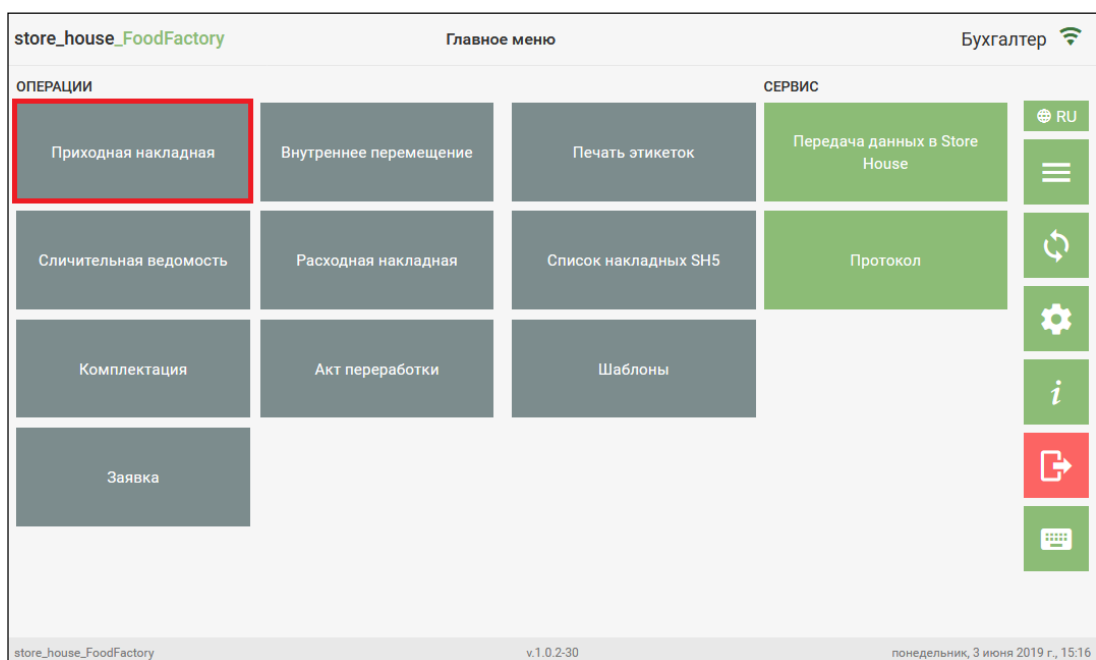 store_house_FoodFactory
Главное меню
Бухгалтер
ОПЕРАЦИИ
СЕРВИС
Приходная накладная
Внутреннее перемещение
Печать этикеток
Передача данных в Store
House
RU
Сличительная ведомость
Расходная накладная
Список накладных SH5
Протокол
Комплектация
Акт переработки
Шаблоны
i
Заявка
store_house_FoodFactory
v.1.0.2-30
понедельник, 3 июня 2019 г., 15:16